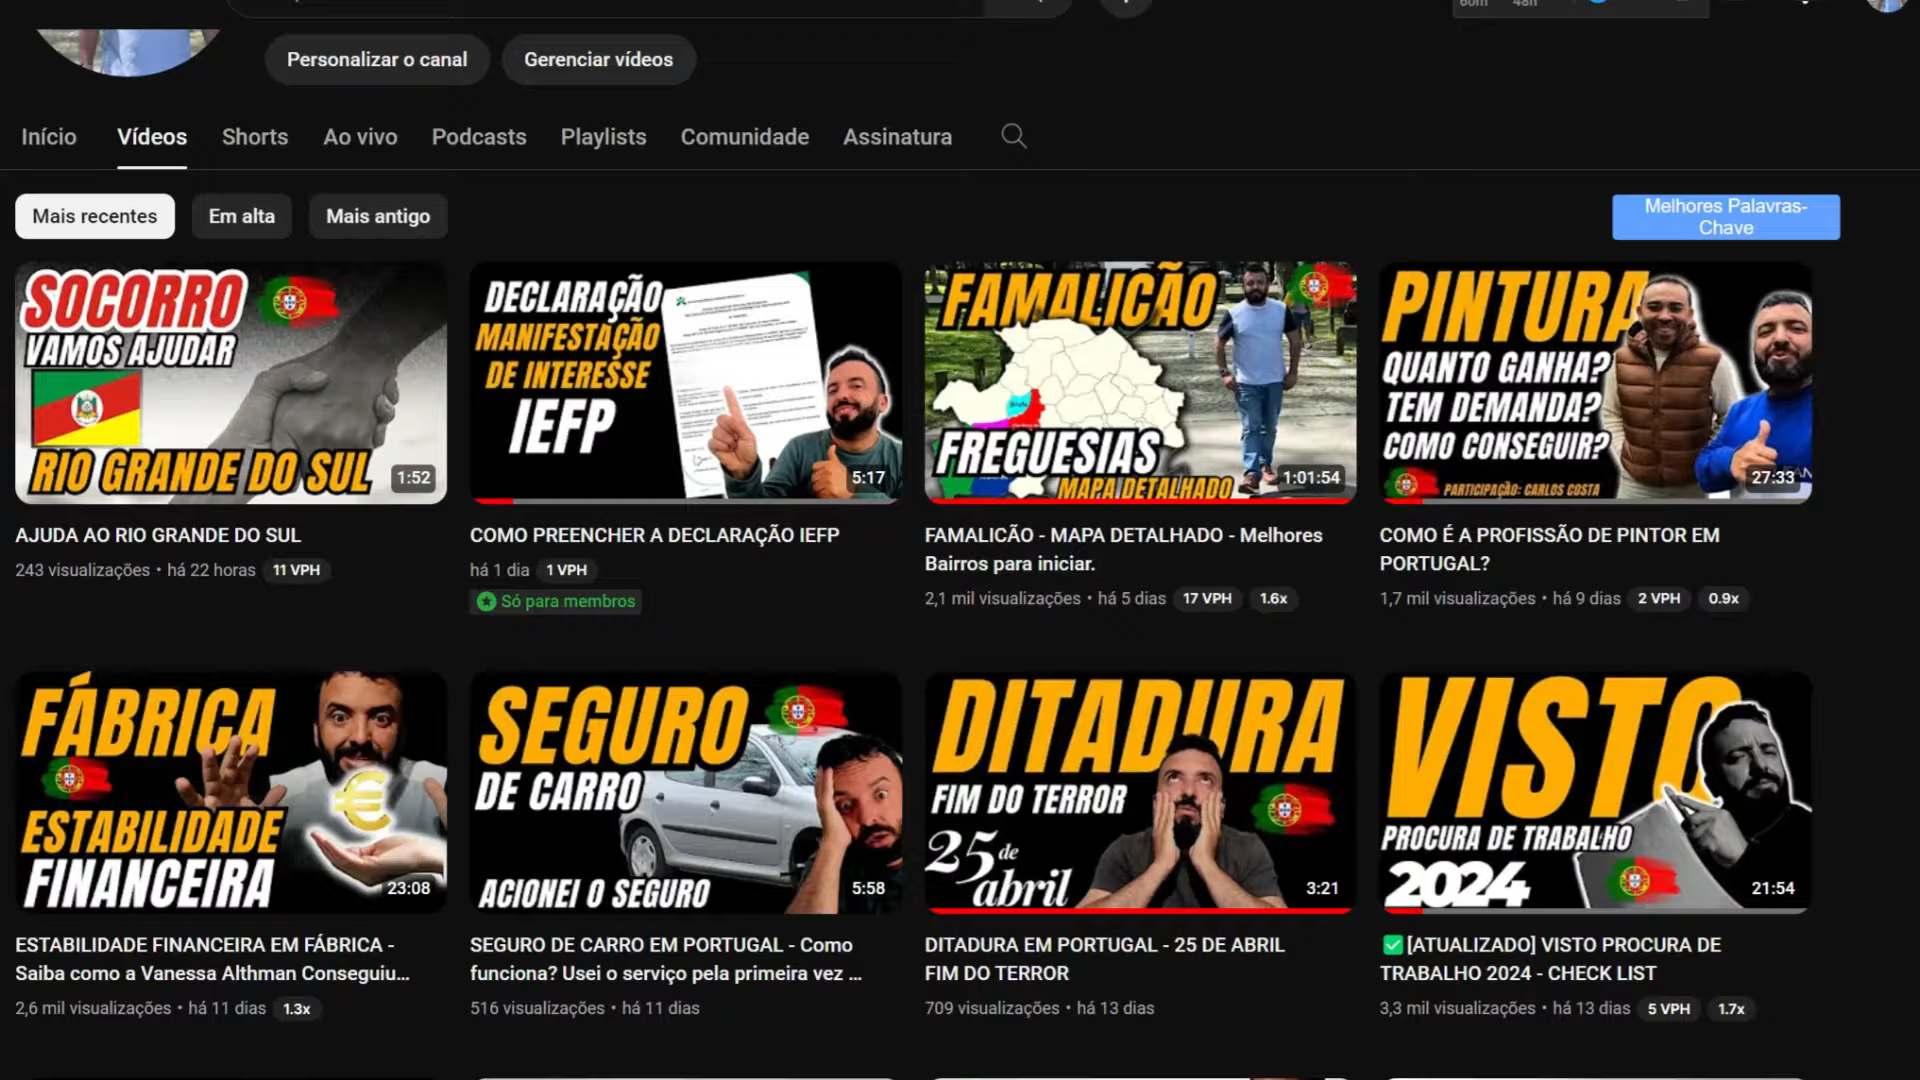 60m 48h
Personalizar o canal
Gerenciar vídeos
Início
Vídeos
Shorts
Ao vivo
Podcasts
Playlists
Comunidade
Assinatura
Mais recentes
Em alta
Mais antigo
Melhores Palavras-
Chave
SOCORRO
VAMOS AJUDAR
RIO GRANDE DO SUL
1:52
AJUDA AO RIO GRANDE DO SUL
243 visualizações • há 22 horas 11 VPH
DECLARAÇÃO
MANIFESTAÇÃO
DE INTERESSE
IEFP
5:17
COMO PREENCHER A DECLARAÇÃO IEFP
há 1 dia 1 VPH
Só para membros
FAMALICÃO
FREGUESIAS
MAPA DETALHADO
1:01:54
FAMALICÃO - MAPA DETALHADO - Melhores
Bairros para iniciar.
2,1 mil visualizações • há 5 dias 17 VPH 1.6x
PINTURA
QUANTO GANHA?
TEM DEMANDA?
COMO CONSEGUIR?
PARTICIPAÇÃO: CARLOS COSTA
27:33
COMO É A PROFISSÃO DE PINTOR EM
PORTUGAL?
1,7 mil visualizações • há 9 dias 2 VPH 0.9x
FÁBRICA
ESTABILIDADE
FINANCEIRA
23:08
ESTABILIDADE FINANCEIRA EM FÁBRICA -
Saiba como a Vanessa Althman Conseguiu...
2,6 mil visualizações • há 11 dias 1.3x
SEGURO
DE CARRO
ACIONEI O SEGURO
5:58
SEGURO DE CARRO EM PORTUGAL - Como
funciona? Usei o serviço pela primeira vez ...
516 visualizações • há 11 dias
DITADURA
FIM DO TERROR
25 de
abril
3:21
DITADURA EM PORTUGAL - 25 DE ABRIL
FIM DO TERROR
709 visualizações • há 13 dias
VISTO
PROCURA DE TRABALHO
2024
21:54
✅[ATUALIZADO] VISTO PROCURA DE
TRABALHO 2024 - CHECK LIST
3,3 mil visualizações • há 13 dias 5 VPH 1.7x